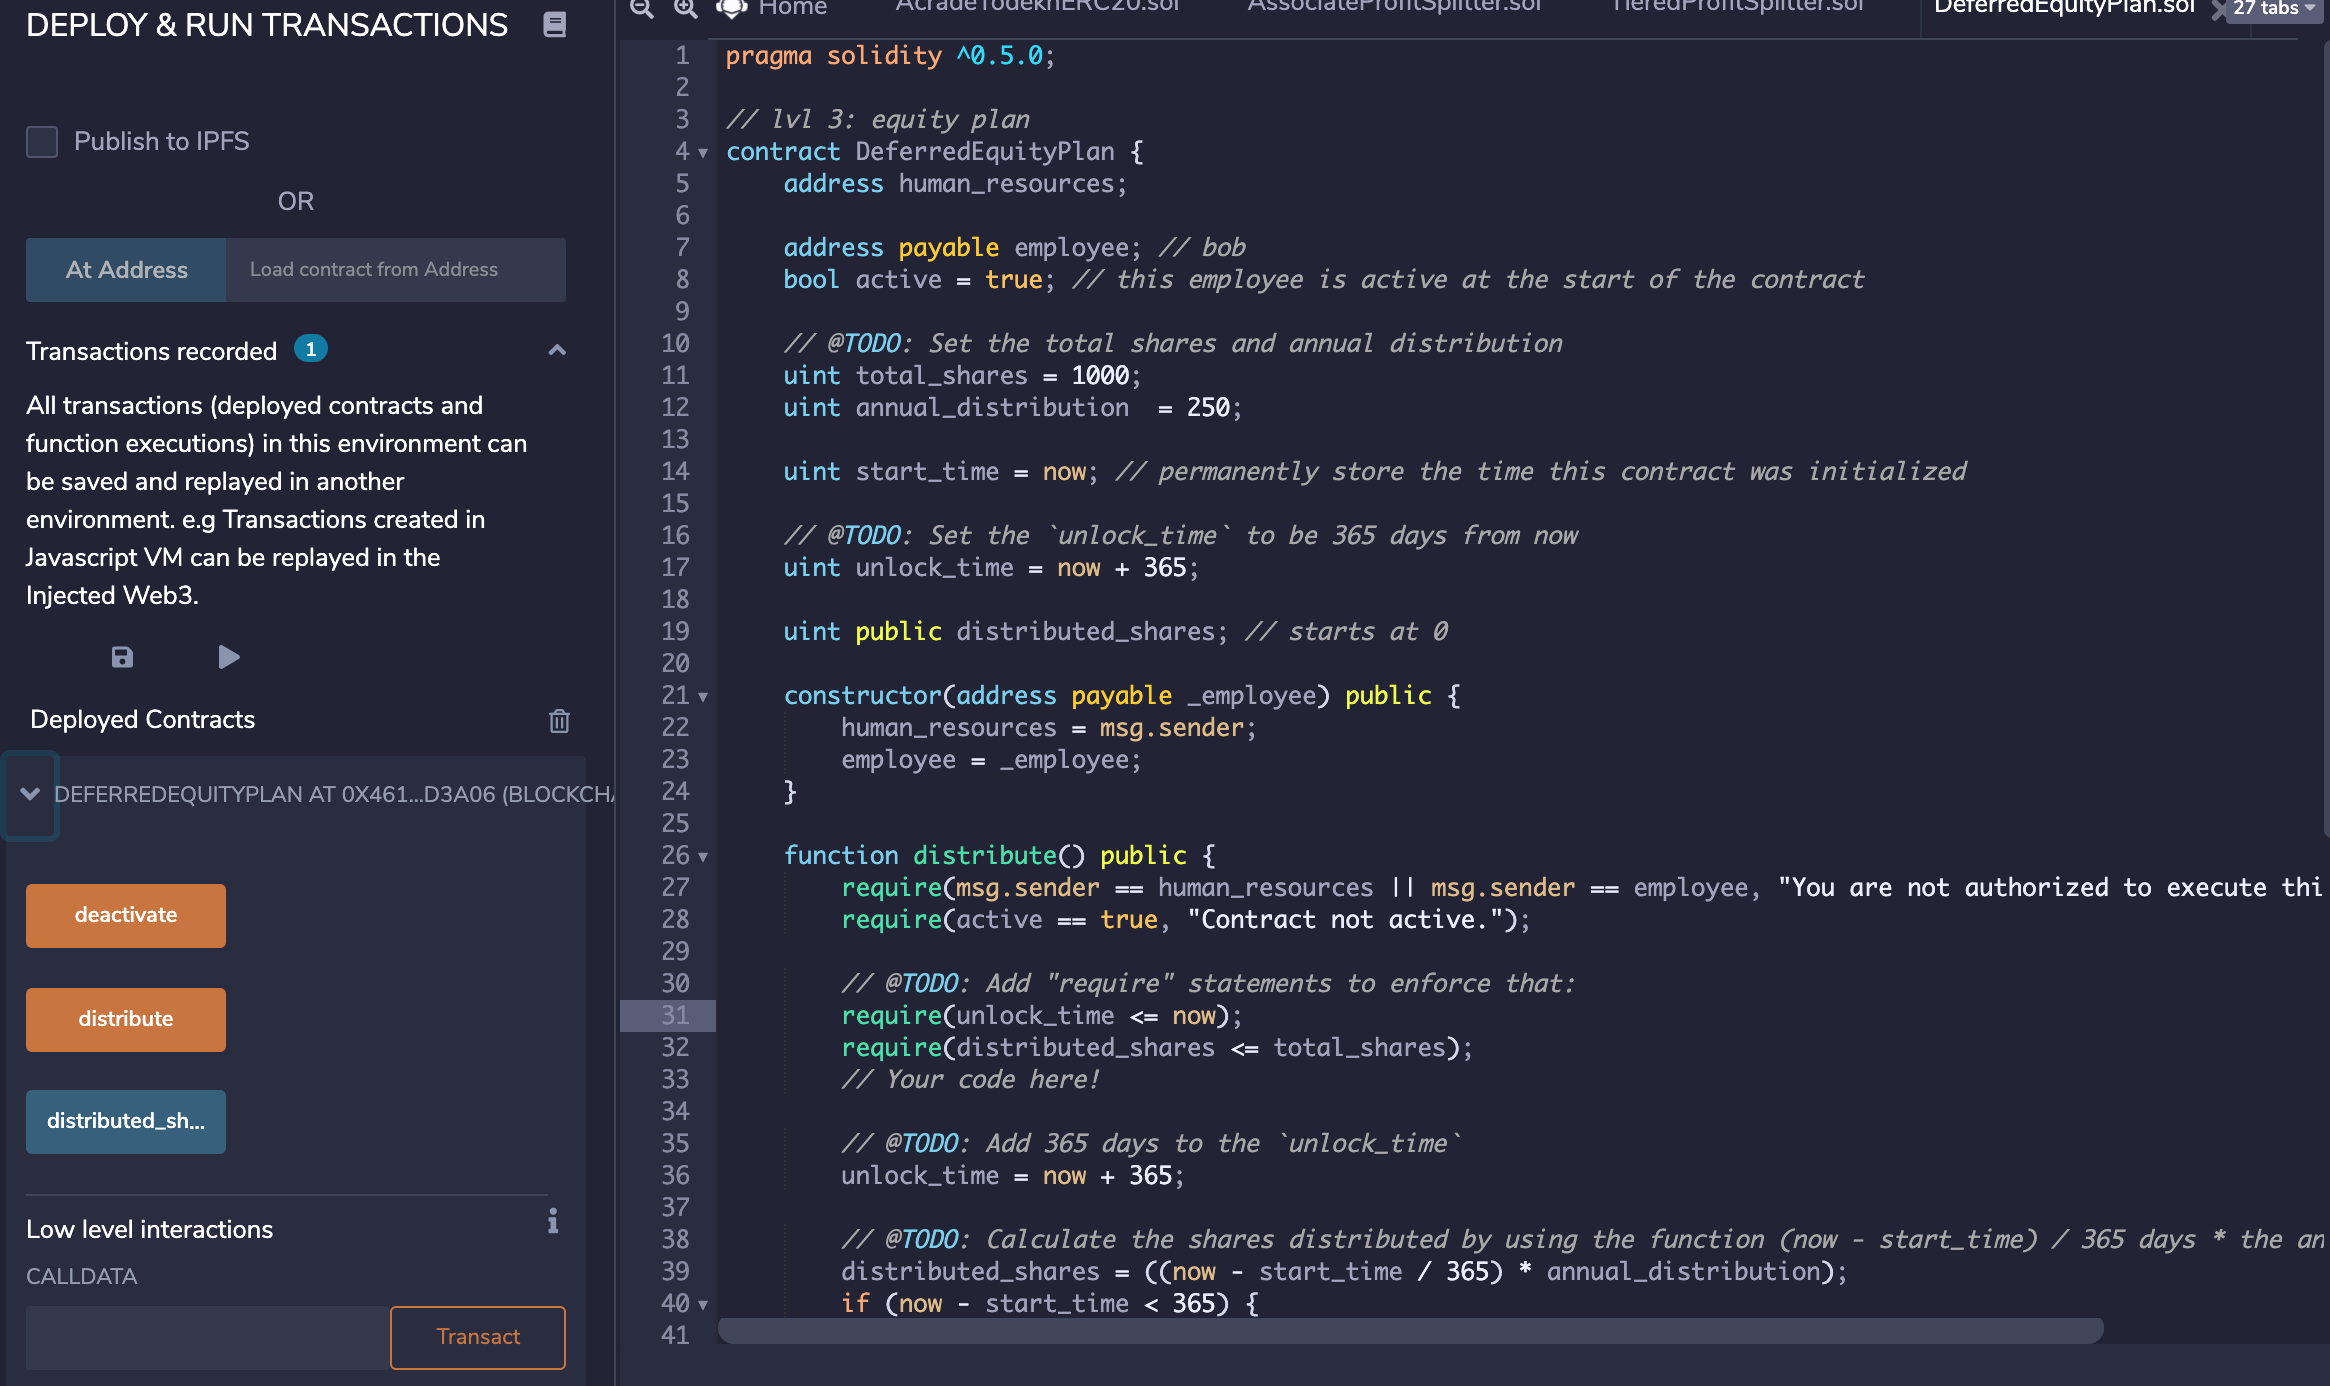 DEPLOY & RUN TRANSACTIONS
Publish to IPFS
OR
At Address
Load contract from Address
Transactions recorded 1
All transactions (deployed contracts and
function executions) in this environment can
be saved and replayed in another
environment. e.g Transactions created in
Javascript VM can be replayed in the
Injected Web3.
Deployed Contracts
DEFERREDEQUITYPLAN AT 0X461...D3A06 (BLOCKCHA
deactivate
distribute
distributed_sh...
Low level interactions
CALLDATA
Transact
Home
AssociateProfitSplitter.sol
TieredProfitSplitter.sol
DeferredEquityPlan.sol
27 tabs
1 pragma solidity ^0.5.0;
2
3 // lvl 3: equity plan
4 contract DeferredEquityPlan {
5 address human_resources;
6
7 address payable employee; // bob
8 bool active = true; // this employee is active at the start of the contract
9
10 // @TODO: Set the total shares and annual distribution
11 uint total_shares = 1000;
12 uint annual_distribution  = 250;
13
14 uint start_time = now; // permanently store the time this contract was initialized
15
16 // @TODO: Set the `unlock_time` to be 365 days from now
17 uint unlock_time = now + 365;
18
19 uint public distributed_shares; // starts at 0
20
21 constructor(address payable _employee) public {
22 human_resources = msg.sender;
23 employee = _employee;
24 }
25
26 function distribute() public {
27 require(msg.sender == human_resources || msg.sender == employee, "You are not authorized to execute thi
28 require(active == true, "Contract not active.");
29
30 // @TODO: Add "require" statements to enforce that:
31 require(unlock_time <= now);
32 require(distributed_shares <= total_shares);
33 // Your code here!
34
35 // @TODO: Add 365 days to the `unlock_time`
36 unlock_time = now + 365;
37
38 // @TODO: Calculate the shares distributed by using the function (now - start_time) / 365 days * the an
39 distributed_shares = ((now - start_time / 365) * annual_distribution);
40 if (now - start_time < 365) {
41